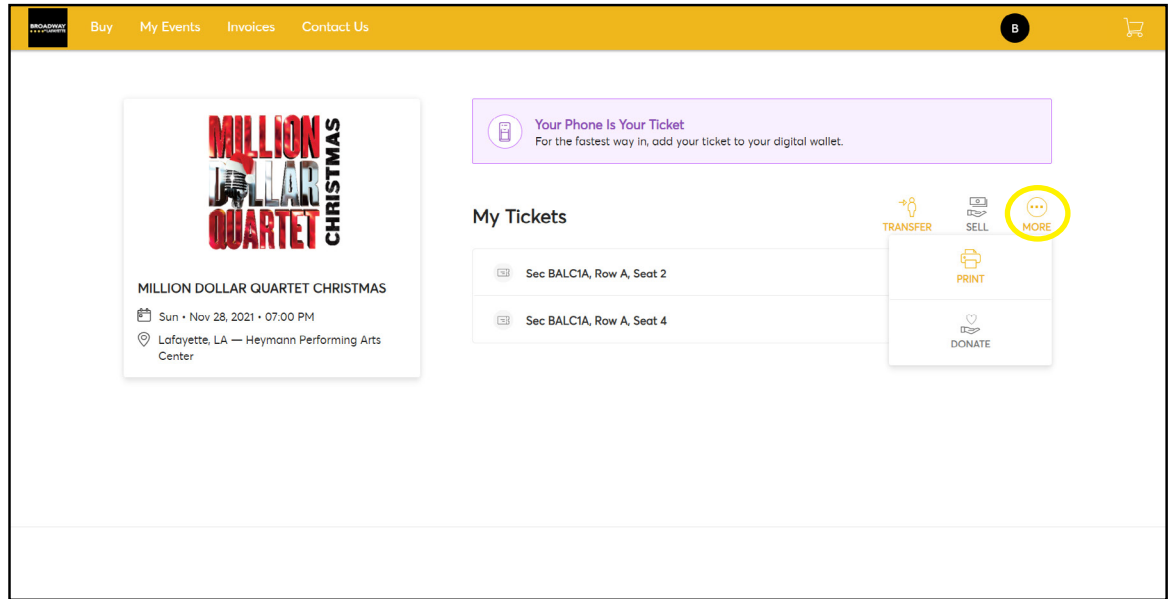 BROADWAY
LAFAYETTE
Buy My Events Invoices Contact Us
B
MILLION
DOLLAR
QUARTET
CHRISTMAS
MILLION DOLLAR QUARTET CHRISTMAS
Sun • Nov 28, 2021 • 07:00 PM
Lafayette, LA — Heymann Performing Arts
Center
Your Phone Is Your Ticket
For the fastest way in, add your ticket to your digital wallet.
My Tickets
TRANSFER SELL MORE
Sec BALC1A, Row A, Seat 2
Sec BALC1A, Row A, Seat 4
PRINT
DONATE